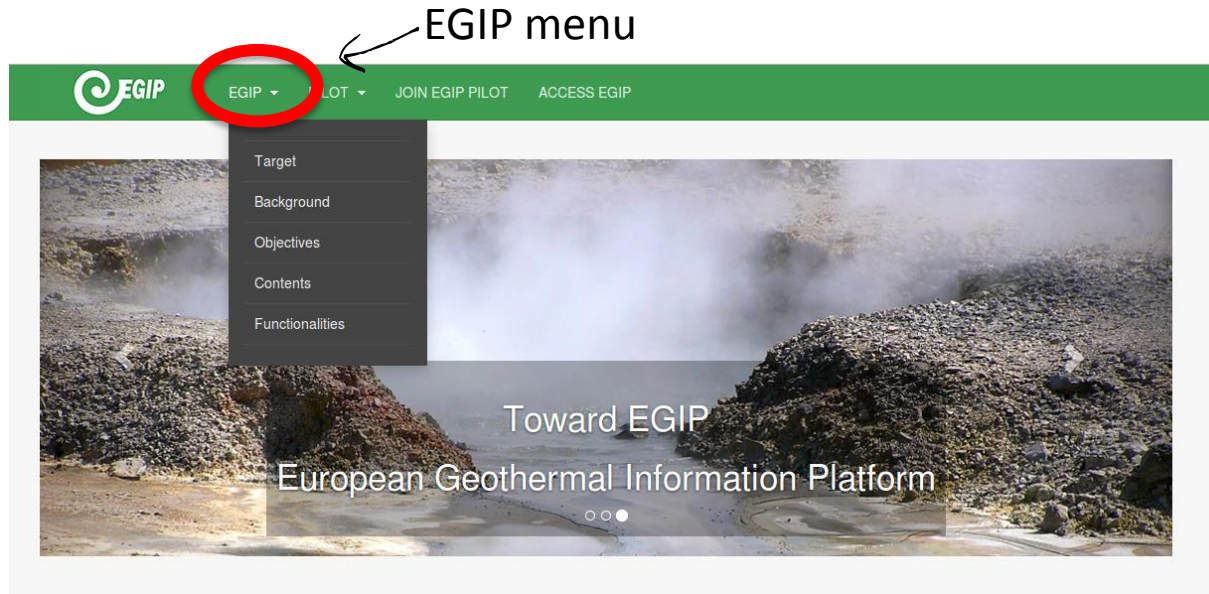 EGIP menu
EGIP EGIP PILOT JOIN EGIP PILOT ACCESS EGIP
Target
Background
Objectives
Contents
Functionalities
Toward EGIP
European Geothermal Information Platform